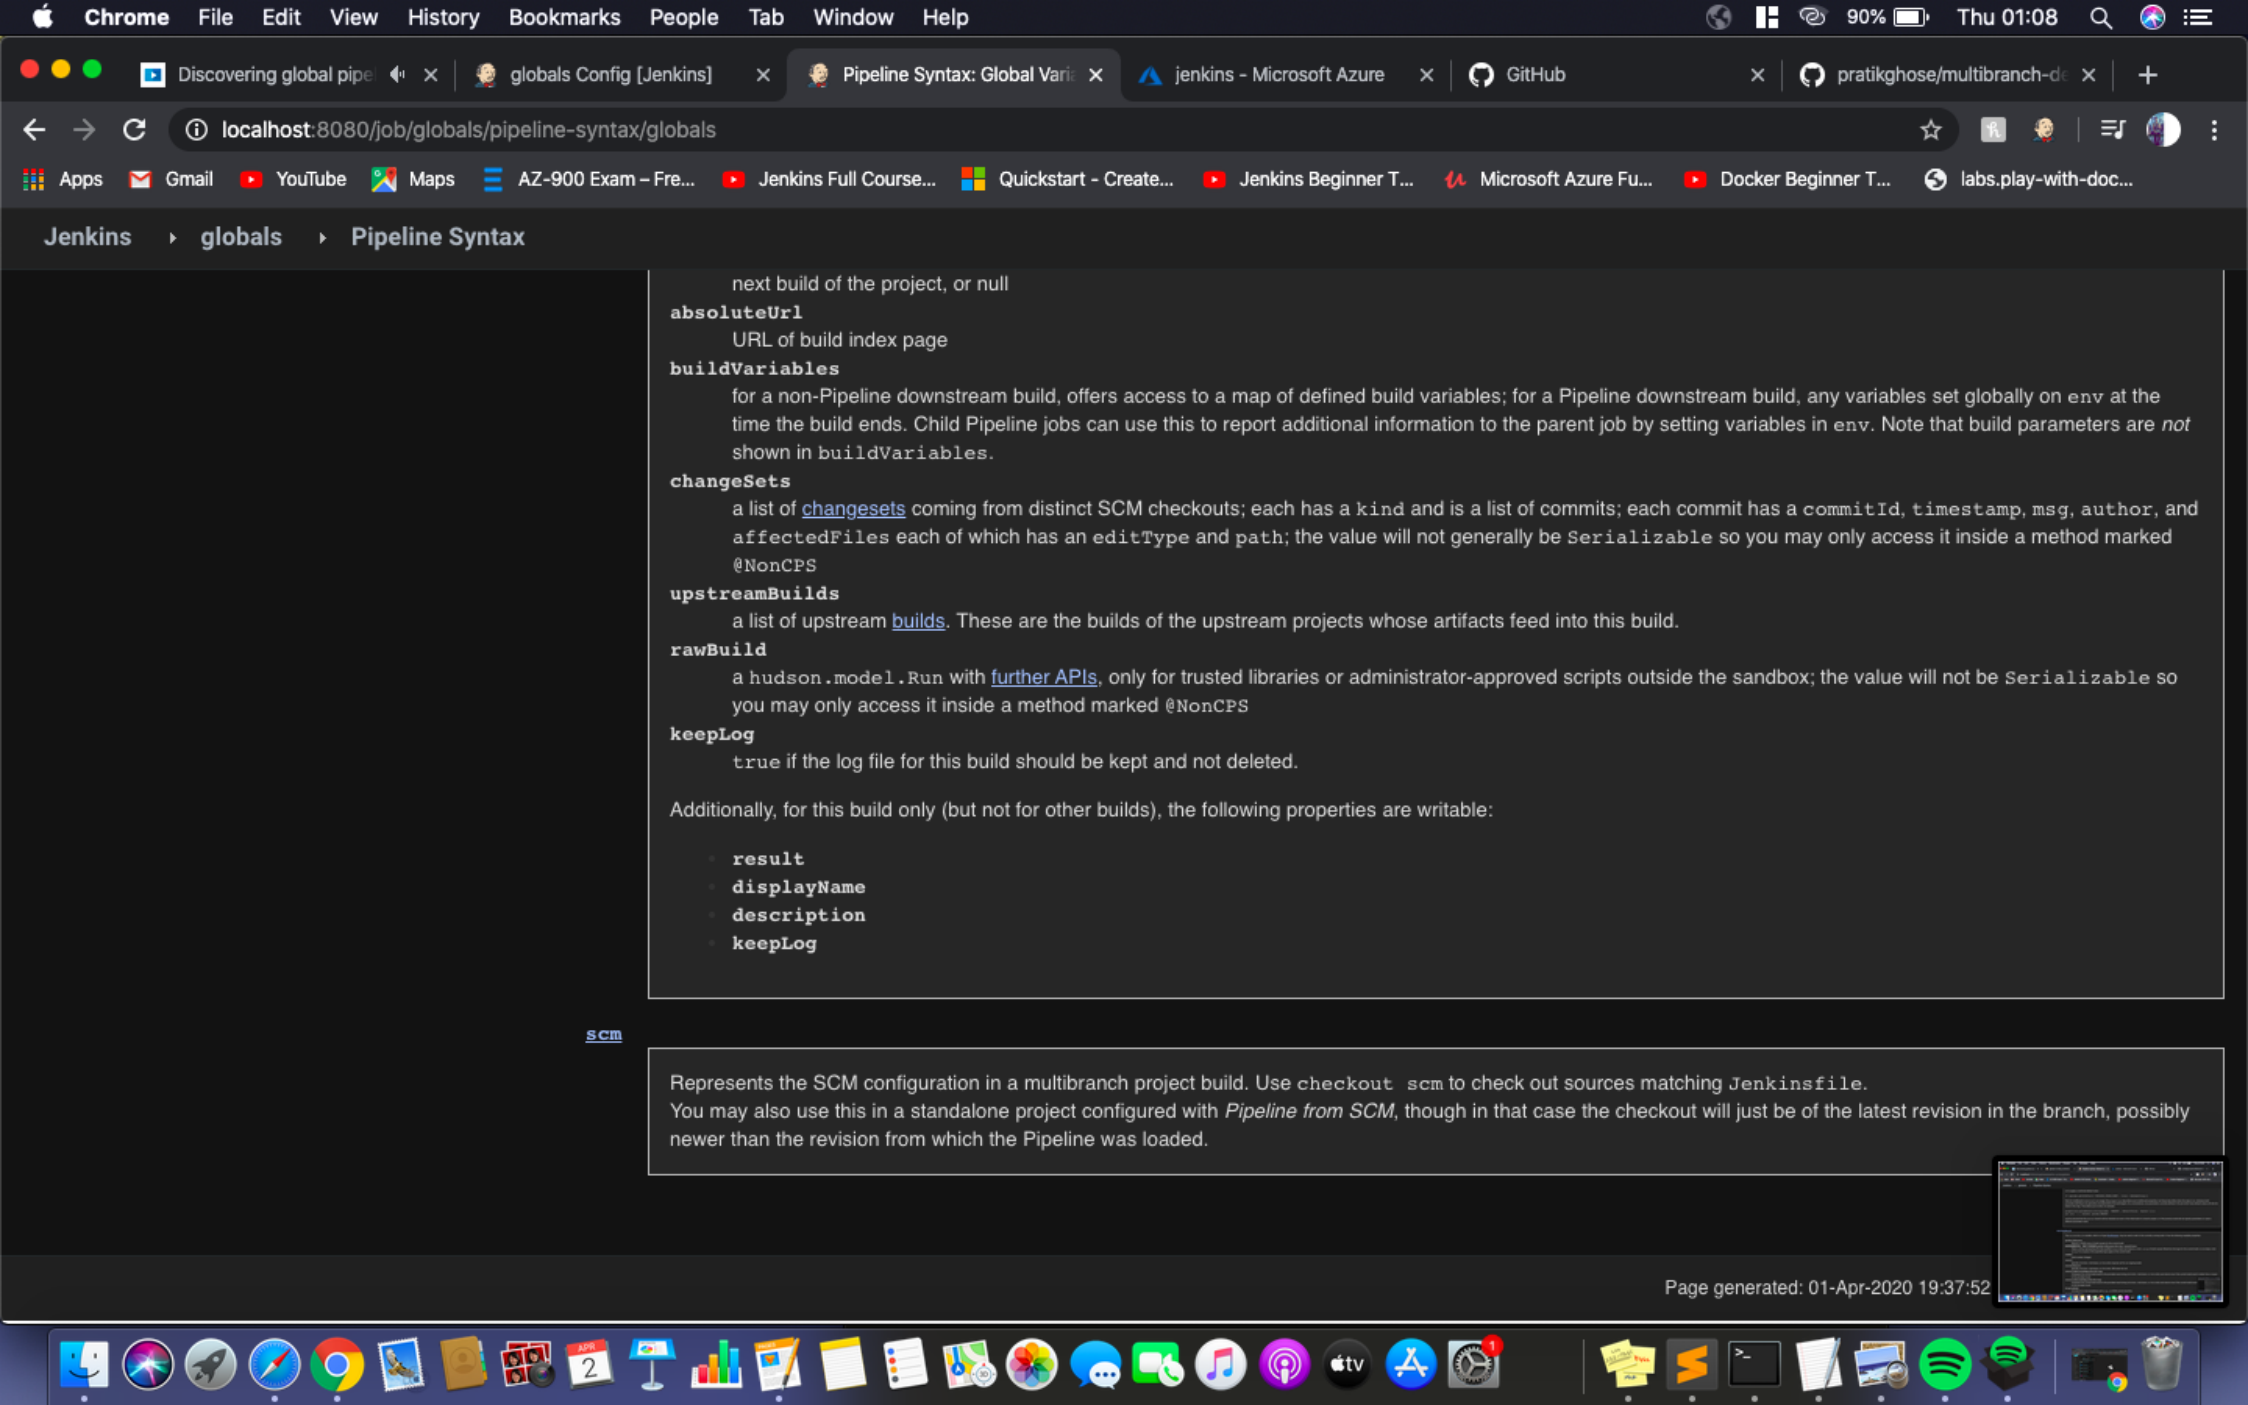 Chrome File Edit View History Bookmarks People Tab Window Help 90% Thu 01:08
Discovering global pipe globals Config [Jenkins] Pipeline Syntax: Global Varia jenkins - Microsoft Azure GitHub pratikghose/multibranch-de
localhost:8080/job/globals/pipeline-syntax/globals
Apps Gmail YouTube Maps AZ-900 Exam – Fre... Jenkins Full Course... Quickstart - Create... Jenkins Beginner T... Microsoft Azure Fu... Docker Beginner T... labs.play-with-doc...
Jenkins globals Pipeline Syntax
next build of the project, or null
absoluteUrl
URL of build index page
buildVariables
for a non-Pipeline downstream build, offers access to a map of defined build variables; for a Pipeline downstream build, any variables set globally on env at the
time the build ends. Child Pipeline jobs can use this to report additional information to the parent job by setting variables in env. Note that build parameters are not
shown in buildVariables.
changeSets
a list of changesets coming from distinct SCM checkouts; each has a kind and is a list of commits; each commit has a commitId, timestamp, msg, author, and
affectedFiles each of which has an editType and path; the value will not generally be Serializable so you may only access it inside a method marked
@NonCPS
upstreamBuilds
a list of upstream builds. These are the builds of the upstream projects whose artifacts feed into this build.
rawBuild
a hudson.model.Run with further APIs, only for trusted libraries or administrator-approved scripts outside the sandbox; the value will not be Serializable so
you may only access it inside a method marked @NonCPS
keepLog
true if the log file for this build should be kept and not deleted.
Additionally, for this build only (but not for other builds), the following properties are writable:
result
displayName
description
keepLog
scm
Represents the SCM configuration in a multibranch project build. Use checkout scm to check out sources matching Jenkinsfile.
You may also use this in a standalone project configured with Pipeline from SCM, though in that case the checkout will just be of the latest revision in the branch, possibly
newer than the revision from which the Pipeline was loaded.
Page generated: 01-Apr-2020 19:37:52
APR
2
tv
1